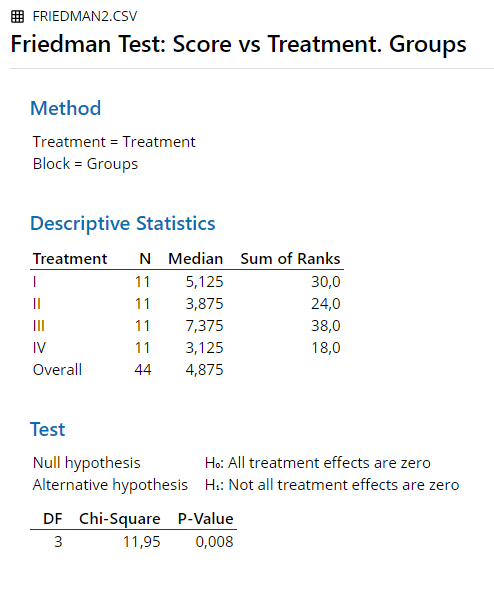 FRIEDMAN2.CSV
Friedman Test: Score vs Treatment. Groups
Method
Treatment = Treatment
Block = Groups
Descriptive Statistics
Treatment N Median Sum of Ranks
I 11 5,125 30,0
II 11 3,875 24,0
III 11 7,375 38,0
IV 11 3,125 18,0
Overall 44 4,875
Test
Null hypothesis H₀: All treatment effects are zero
Alternative hypothesis H₁: Not all treatment effects are zero
DF Chi-Square P-Value
3 11,95 0,008